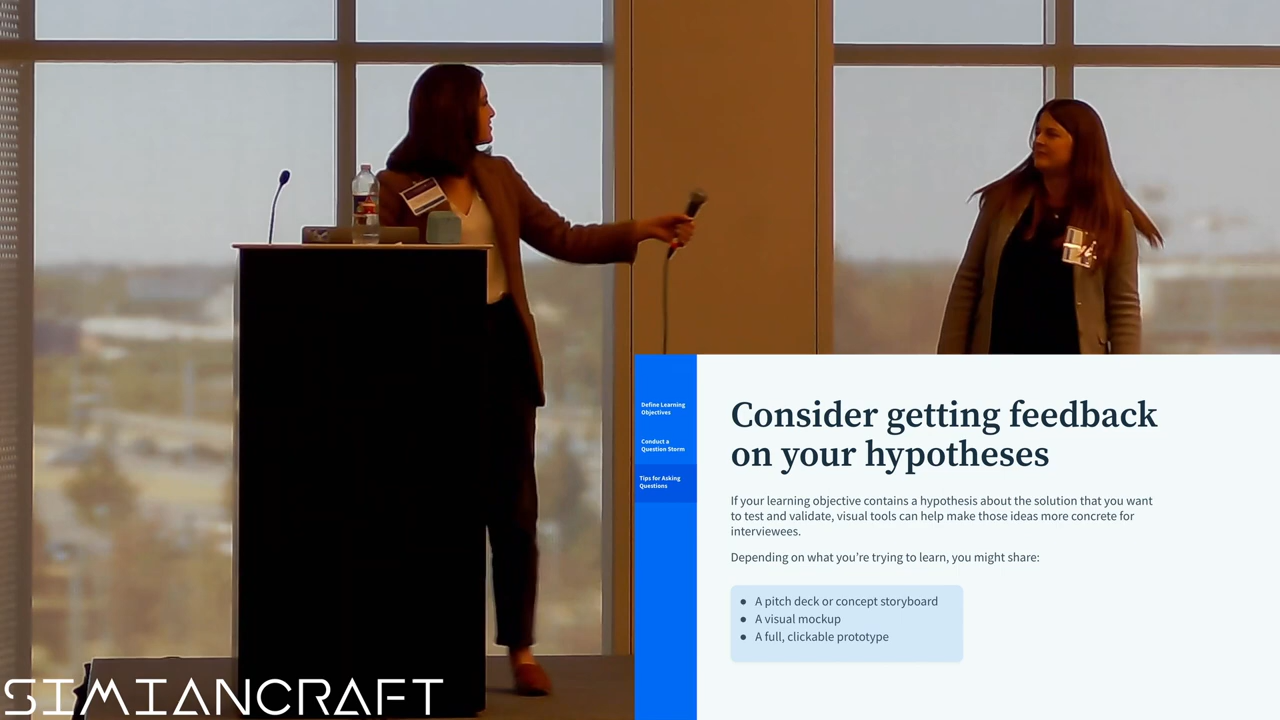 Define Learning
Objectives
Conduct a
Question Storm
Tips for Asking
Questions
Consider getting feedback
on your hypotheses
If your learning objective contains a hypothesis about the solution that you want
to test and validate, visual tools can help make those ideas more concrete for
interviewees.
Depending on what you’re trying to learn, you might share:
● A pitch deck or concept storyboard
● A visual mockup
● A full, clickable prototype
SIMIANCRAFT